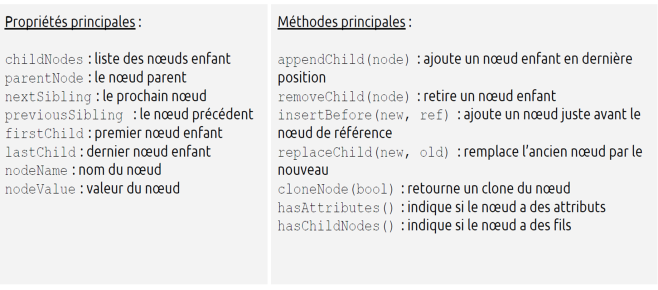 Propriétés principales :
childNodes : liste des nœuds enfant
parentNode : le nœud parent
nextSibling : le prochain nœud
previousSibling : le nœud précédent
firstChild : premier nœud enfant
lastChild : dernier nœud enfant
nodeName : nom du nœud
nodeValue : valeur du nœud
Méthodes principales :
appendChild(node) : ajoute un nœud enfant en dernière
position
removeChild(node) : retire un nœud enfant
insertBefore(new, ref) : ajoute un nœud juste avant le
nœud de référence
replaceChild(new, old) : remplace l'ancien nœud par le
nouveau
cloneNode(bool) : retourne un clone du nœud
hasAttributes() : indique si le nœud a des attributs
hasChildNodes() : indique si le nœud a des fils